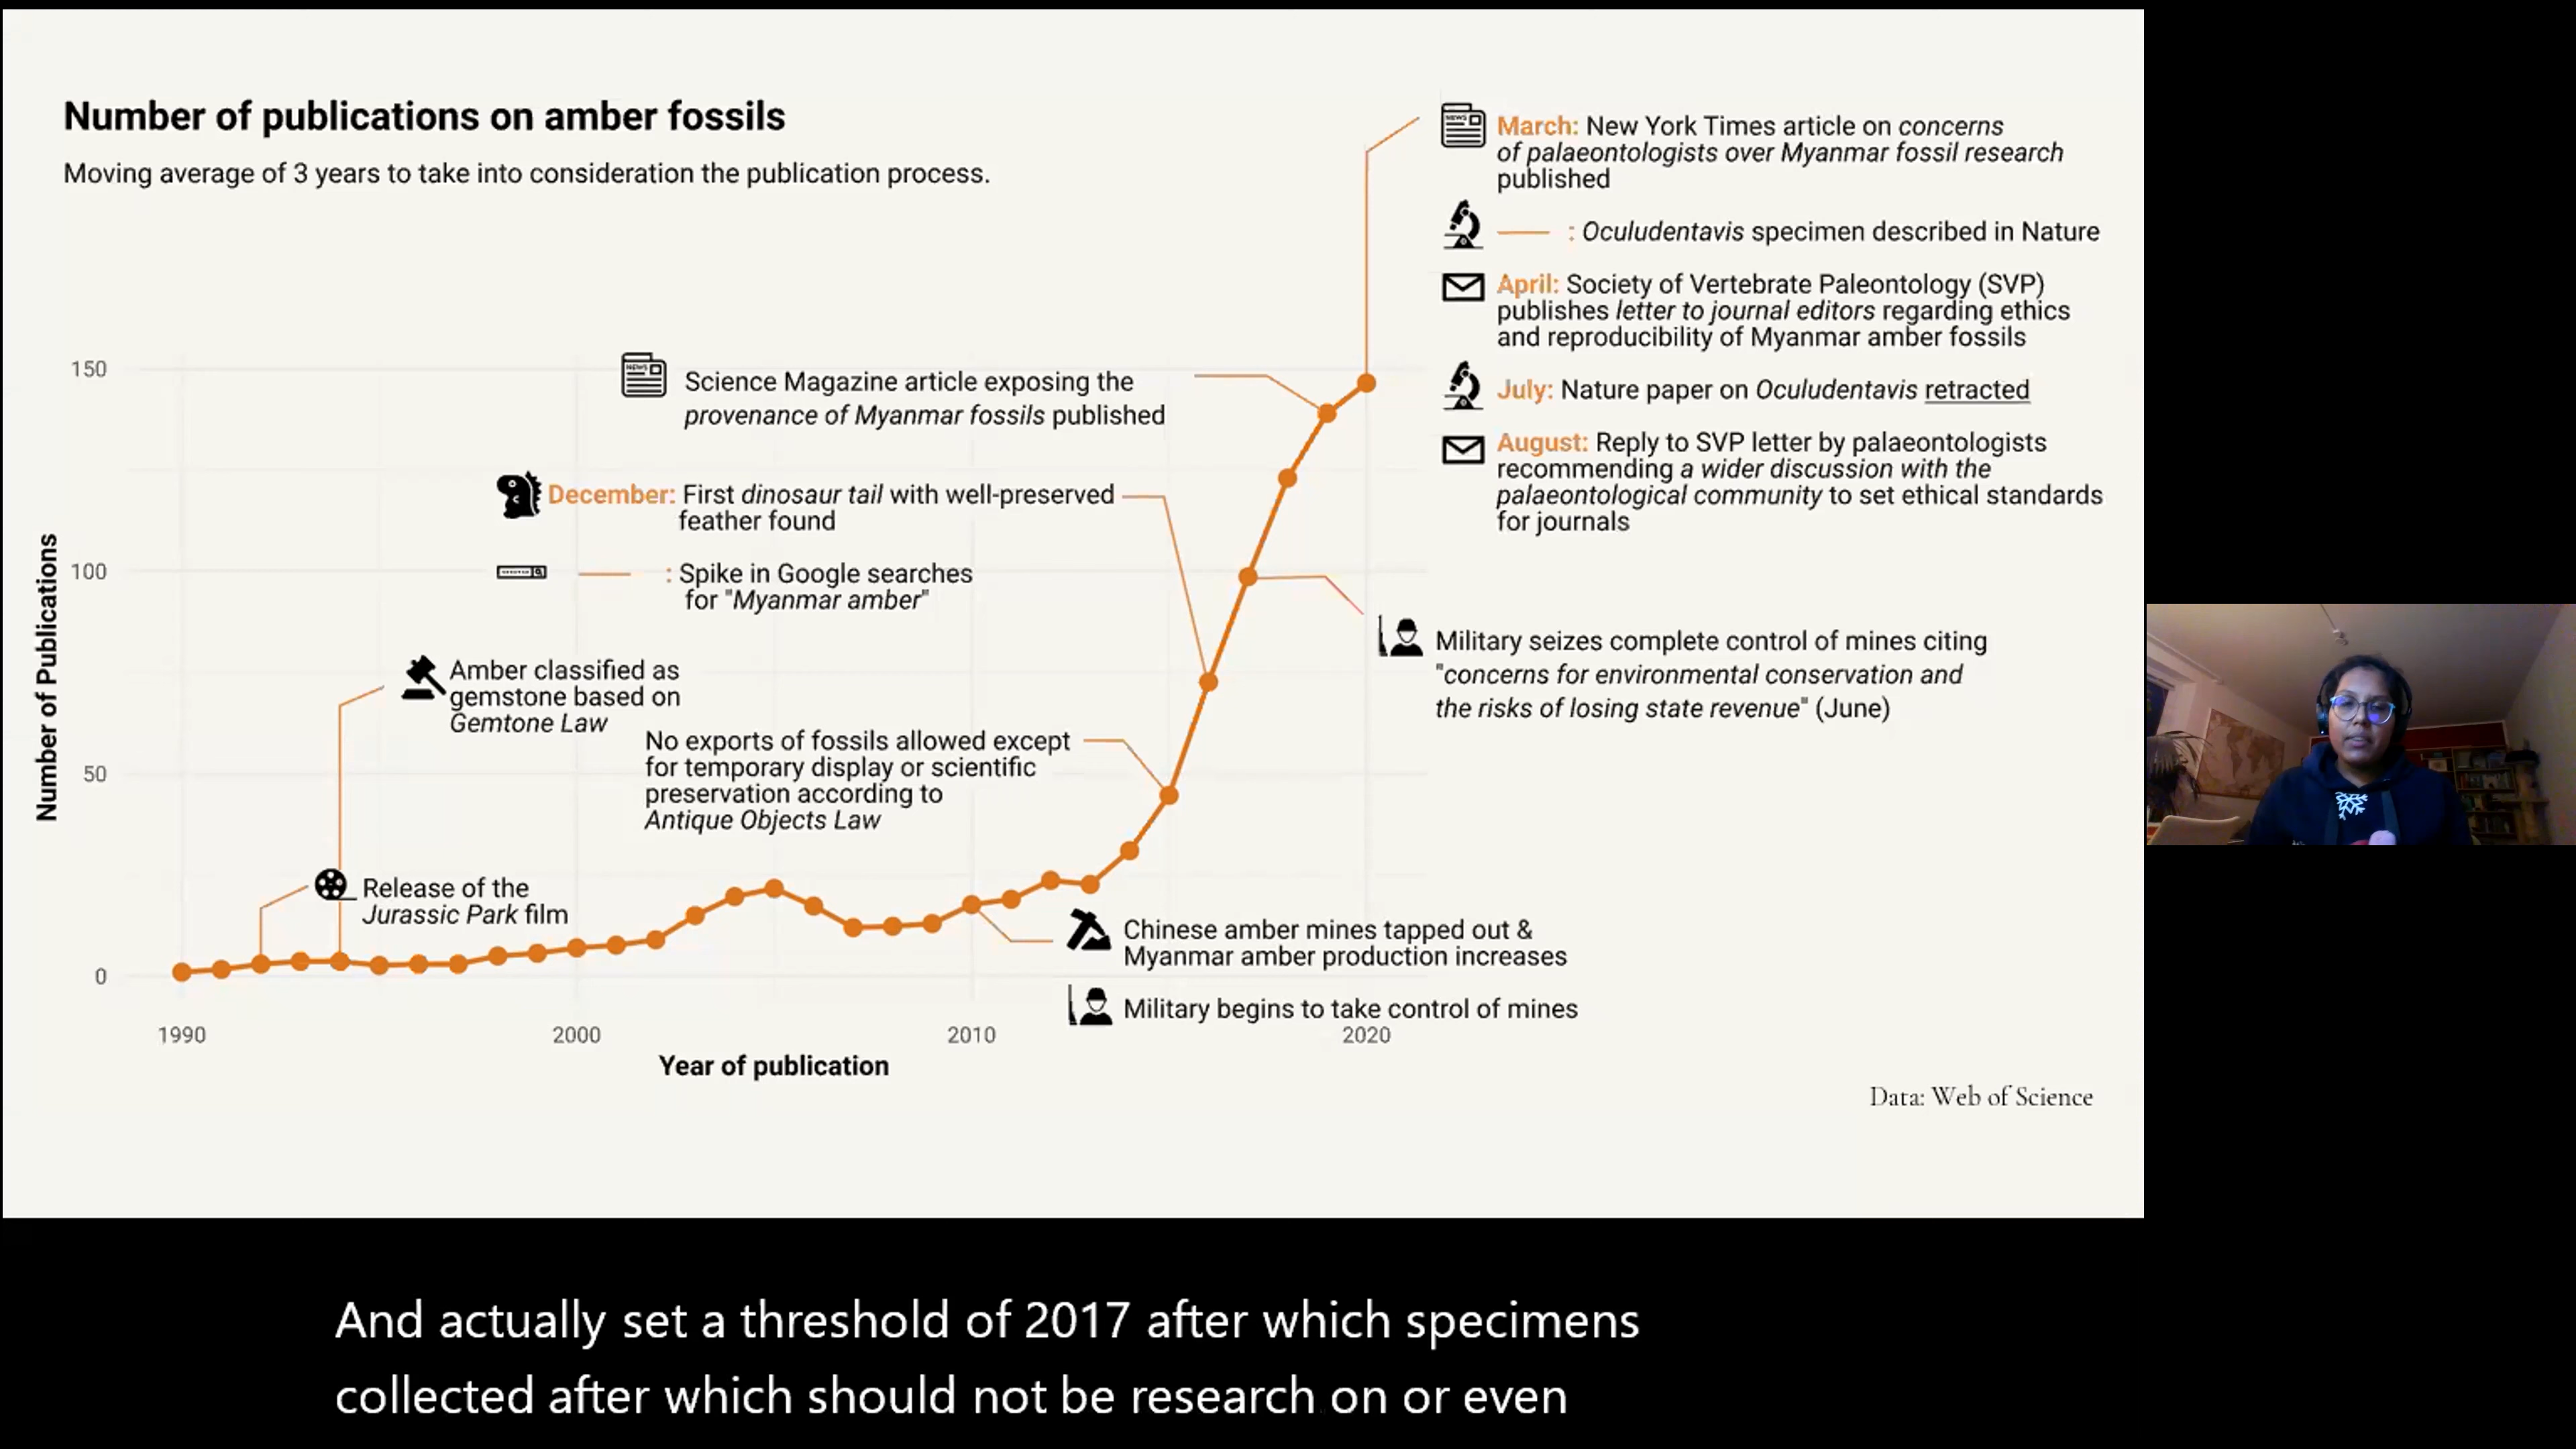 Number of publications on amber fossils
Moving average of 3 years to take into consideration the publication process.
Number of Publications
150
100
50
0
1990
2000
2010
2020
Year of publication
Release of the
Jurassic Park film
Amber classified as
gemstone based on
Gemtone Law
No exports of fossils allowed except
for temporary display or scientific
preservation according to
Antique Objects Law
December: First dinosaur tail with well-preserved
feather found
: Spike in Google searches
for "Myanmar amber"
NEWS
Science Magazine article exposing the
provenance of Myanmar fossils published
Chinese amber mines tapped out &
Myanmar amber production increases
Military begins to take control of mines
Military seizes complete control of mines citing
"concerns for environmental conservation and
the risks of losing state revenue" (June)
NEWS
March: New York Times article on concerns
of palaeontologists over Myanmar fossil research
published
: Oculudentavis specimen described in Nature
April: Society of Vertebrate Paleontology (SVP)
publishes letter to journal editors regarding ethics
and reproducibility of Myanmar amber fossils
July: Nature paper on Oculudentavis retracted
August: Reply to SVP letter by palaeontologists
recommending a wider discussion with the
palaeontological community to set ethical standards
for journals
Data: Web of Science
And actually set a threshold of 2017 after which specimens
collected after which should not be research on or even